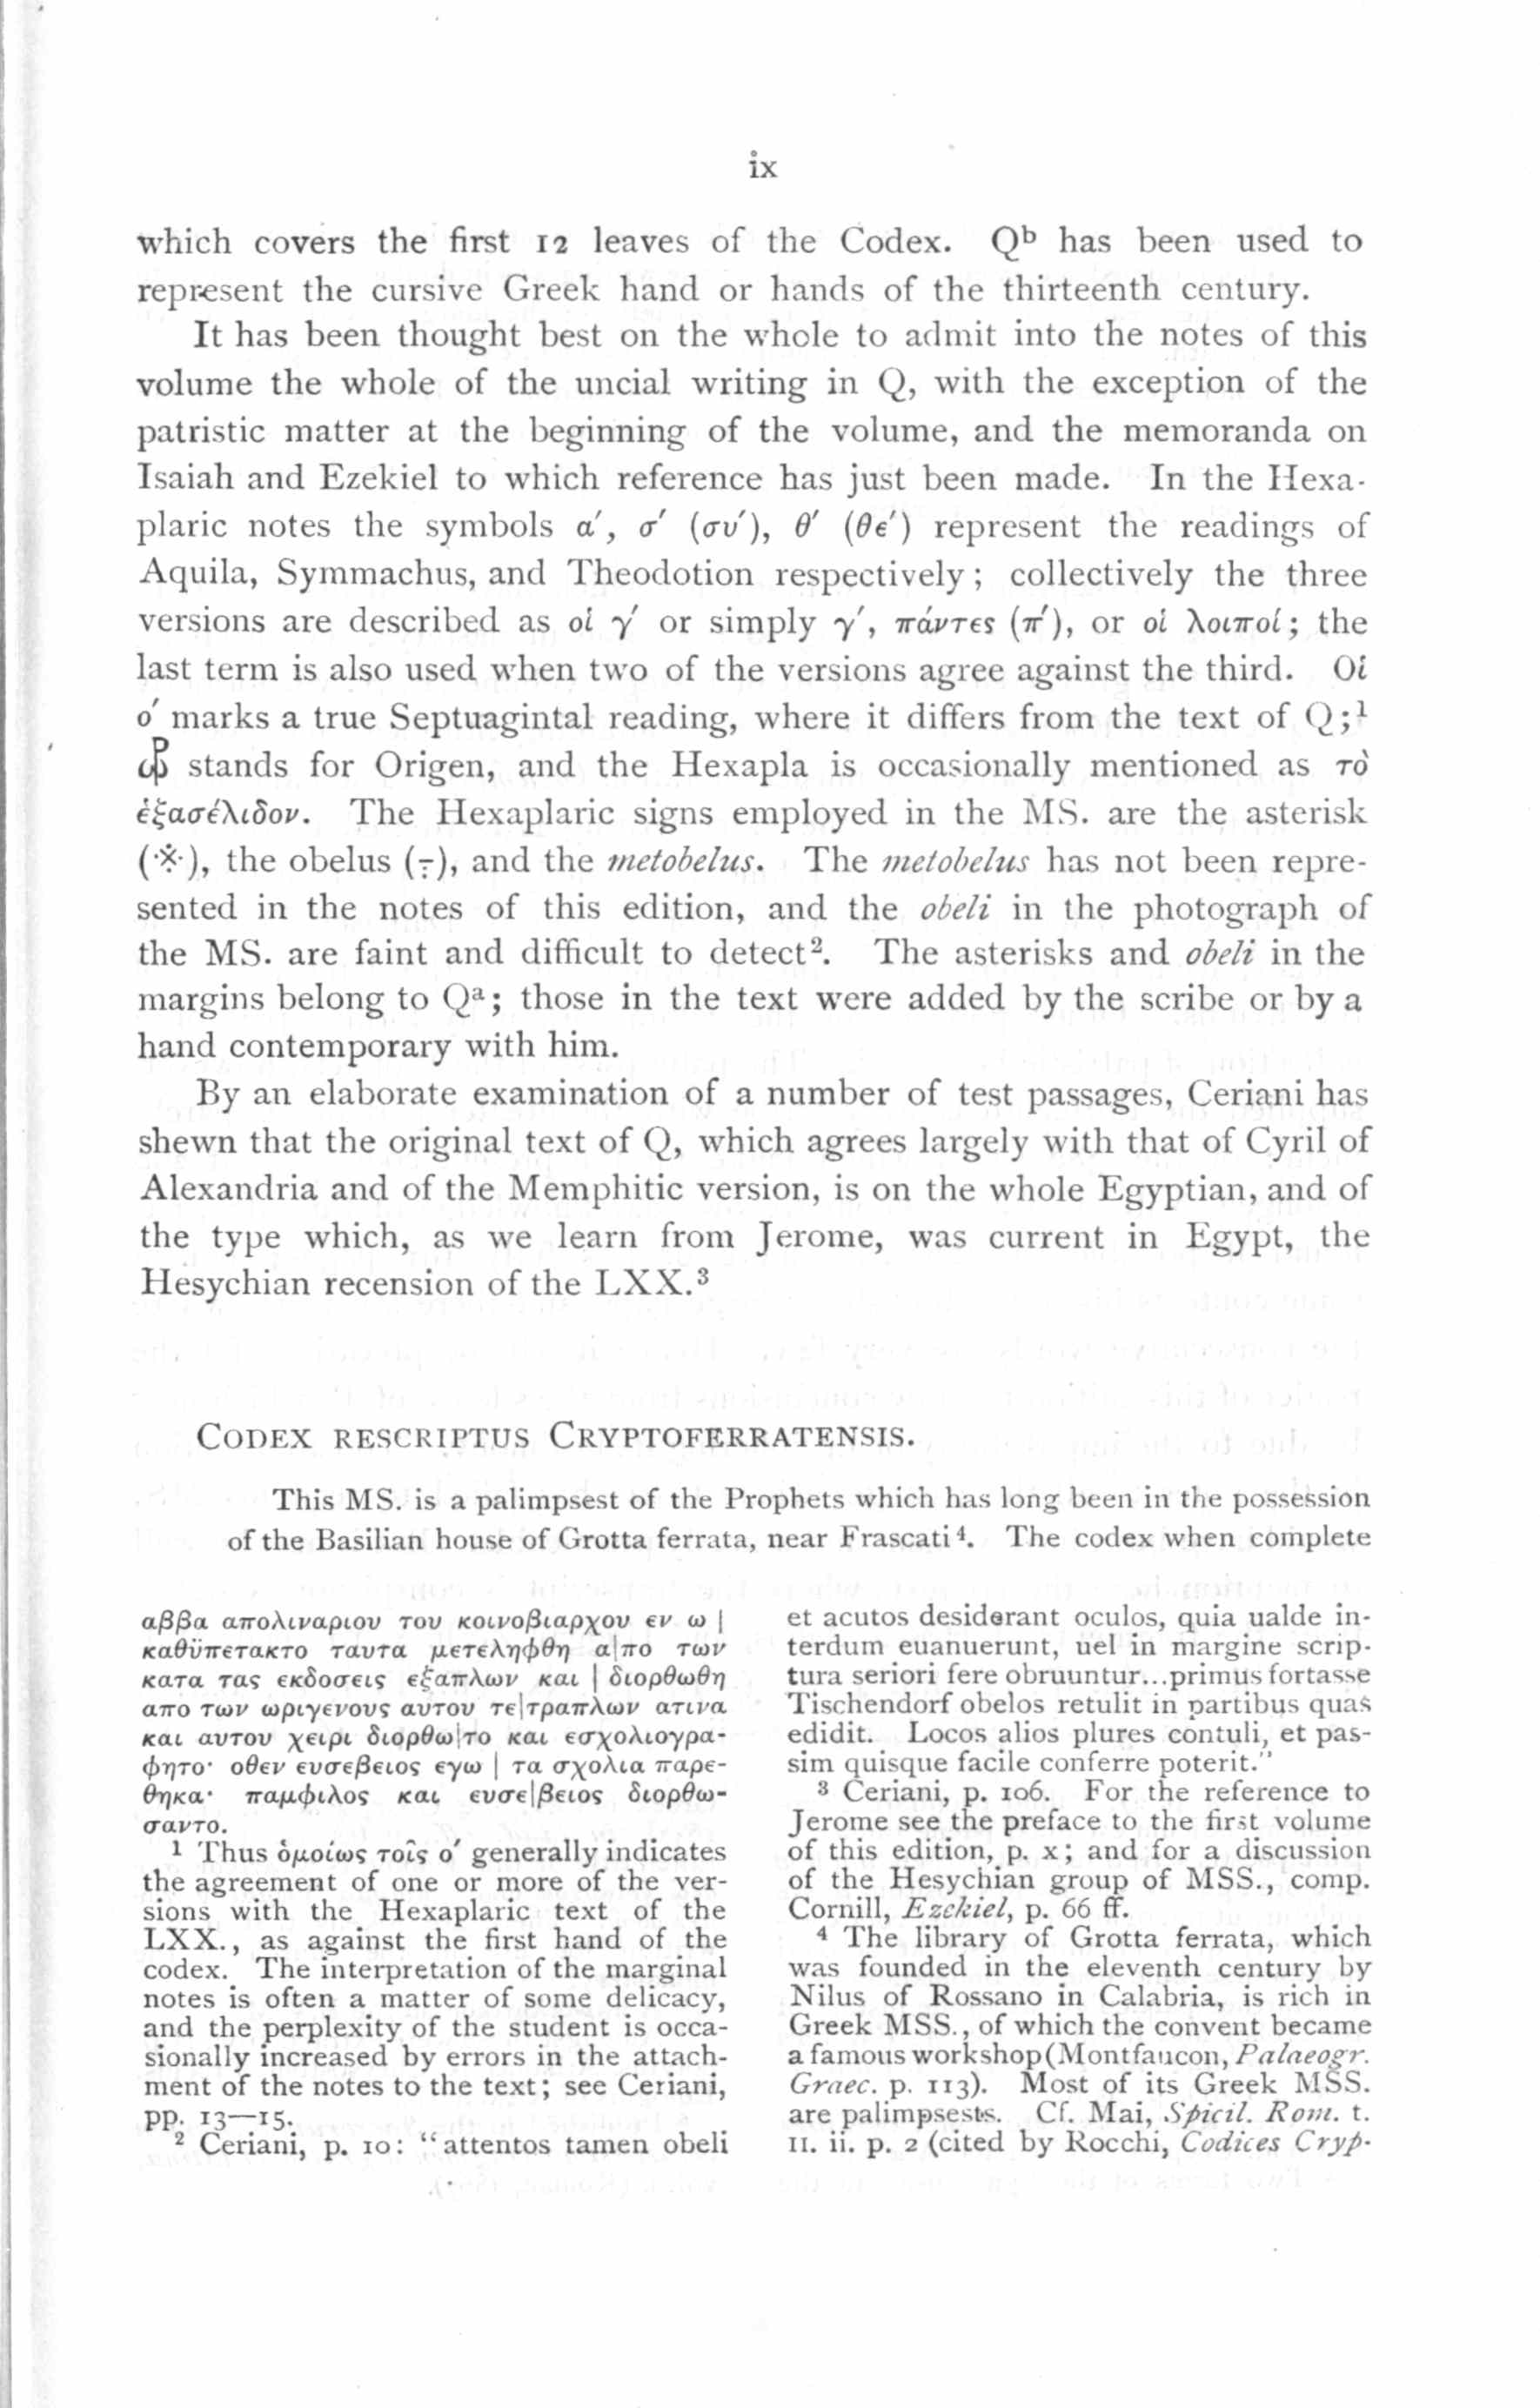 ix
which covers the first 12 leaves of the Codex. Qᵇ has been used to
represent the cursive Greek hand or hands of the thirteenth century.
It has been thought best on the whole to admit into the notes of this
volume the whole of the uncial writing in Q, with the exception of the
patristic matter at the beginning of the volume, and the memoranda on
Isaiah and Ezekiel to which reference has just been made. In the Hexa-
plaric notes the symbols α′, σ′ (συ′), θ′ (θε′) represent the readings of
Aquila, Symmachus, and Theodotion respectively; collectively the three
versions are described as οἱ γ′ or simply γ′, πάντες (π′), or οἱ λοιποί; the
last term is also used when two of the versions agree against the third. Οἱ
ο′ marks a true Septuagintal reading, where it differs from the text of Q;¹
stands for Origen, and the Hexapla is occasionally mentioned as τὸ
ἑξασέλιδον. The Hexaplaric signs employed in the MS. are the asterisk
(※), the obelus (⨪), and the metobelus. The metobelus has not been repre-
sented in the notes of this edition, and the obeli in the photograph of
the MS. are faint and difficult to detect². The asterisks and obeli in the
margins belong to Qᵃ; those in the text were added by the scribe or by a
hand contemporary with him.
By an elaborate examination of a number of test passages, Ceriani has
shewn that the original text of Q, which agrees largely with that of Cyril of
Alexandria and of the Memphitic version, is on the whole Egyptian, and of
the type which, as we learn from Jerome, was current in Egypt, the
Hesychian recension of the LXX.³
CODEX RESCRIPTUS CRYPTOFERRATENSIS.
This MS. is a palimpsest of the Prophets which has long been in the possession
of the Basilian house of Grotta ferrata, near Frascati⁴. The codex when complete
αββα απολιναριου του κοινοβιαρχου εν ω |
καθϋπετακτο ταυτα μετεληφθη α|πο των
κατα τας εκδοσεις εξαπλων και | διορθωθη
απο των ωριγενους αυτου τε|τραπλων ατινα
και αυτου χειρι διορθω|το και εσχολιογρα-
φητο· οθεν ευσεβειος εγω | τα σχολια παρε-
θηκα· παμφιλος και ευσε|βειος διορθω-
σαντο.
¹ Thus ὁμοίως τοῖς ο′ generally indicates
the agreement of one or more of the ver-
sions with the Hexaplaric text of the
LXX., as against the first hand of the
codex. The interpretation of the marginal
notes is often a matter of some delicacy,
and the perplexity of the student is occa-
sionally increased by errors in the attach-
ment of the notes to the text; see Ceriani,
pp. 13—15.
² Ceriani, p. 10: “attentos tamen obeli
et acutos desiderant oculos, quia ualde in-
terdum euanuerunt, uel in margine scrip-
tura seriori fere obruuntur...primus fortasse
Tischendorf obelos retulit in partibus quas
edidit. Locos alios plures contuli, et pas-
sim quisque facile conferre poterit.”
³ Ceriani, p. 106. For the reference to
Jerome see the preface to the first volume
of this edition, p. x; and for a discussion
of the Hesychian group of MSS., comp.
Cornill, Ezekiel, p. 66 ff.
⁴ The library of Grotta ferrata, which
was founded in the eleventh century by
Nilus of Rossano in Calabria, is rich in
Greek MSS., of which the convent became
a famous workshop (Montfaucon, Palaeogr.
Graec. p. 113). Most of its Greek MSS.
are palimpsests. Cf. Mai, Spicil. Rom. t.
II. ii. p. 2 (cited by Rocchi, Codices Cryp-